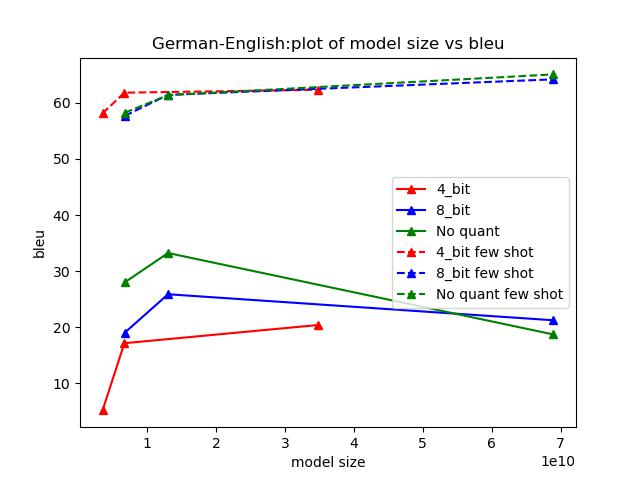 German-English:plot of model size vs bleu
60
50
40
30
20
10
bleu
4_bit
8_bit
No quant
4_bit few shot
8_bit few shot
No quant few shot
1 2 3 4 5 6 7
1e10
model size